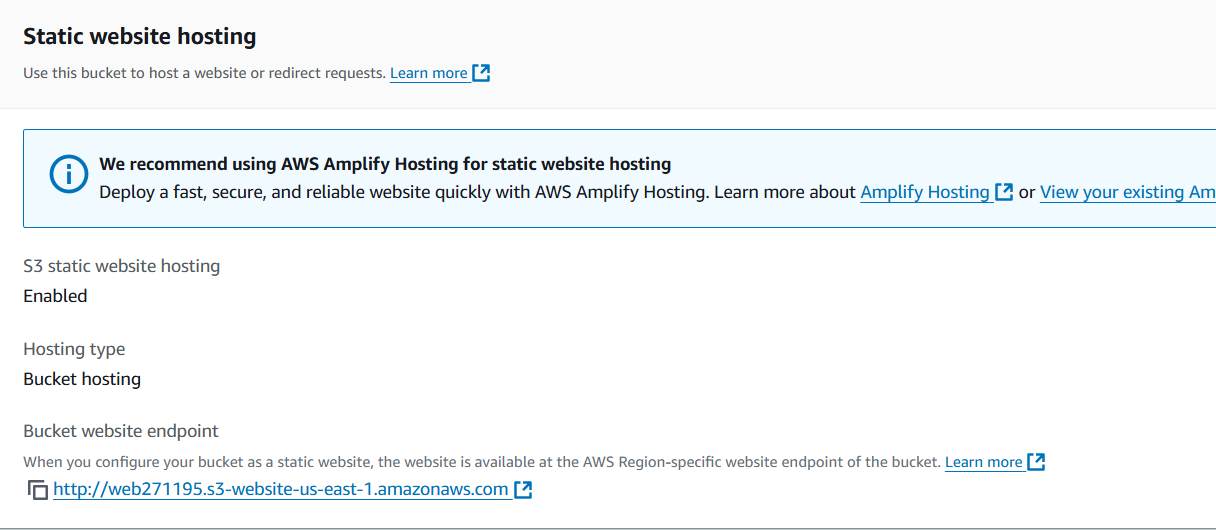 Static website hosting
Use this bucket to host a website or redirect requests. Learn more
We recommend using AWS Amplify Hosting for static website hosting
Deploy a fast, secure, and reliable website quickly with AWS Amplify Hosting. Learn more about Amplify Hosting or View your existing Am
S3 static website hosting
Enabled
Hosting type
Bucket hosting
Bucket website endpoint
When you configure your bucket as a static website, the website is available at the AWS Region-specific website endpoint of the bucket. Learn more
http://web271195.s3-website-us-east-1.amazonaws.com